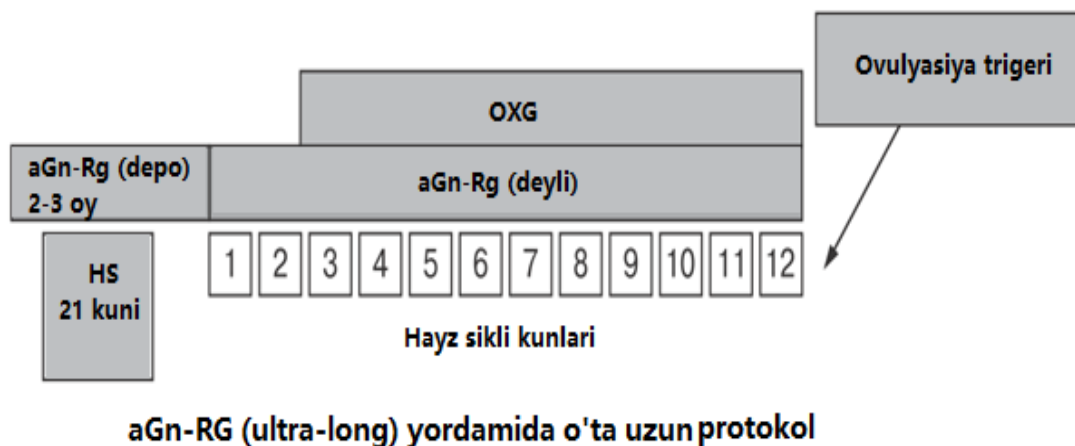 Ovulyasiya trigeri
OXG
aGn-Rg (depo)
2-3 oy
aGn-Rg (deyli)
HS
21 kuni
1 2 3 4 5 6 7 8 9 10 11 12
Hayz sikli kunlari
aGn-RG (ultra-long) yordamida o'ta uzun protokol